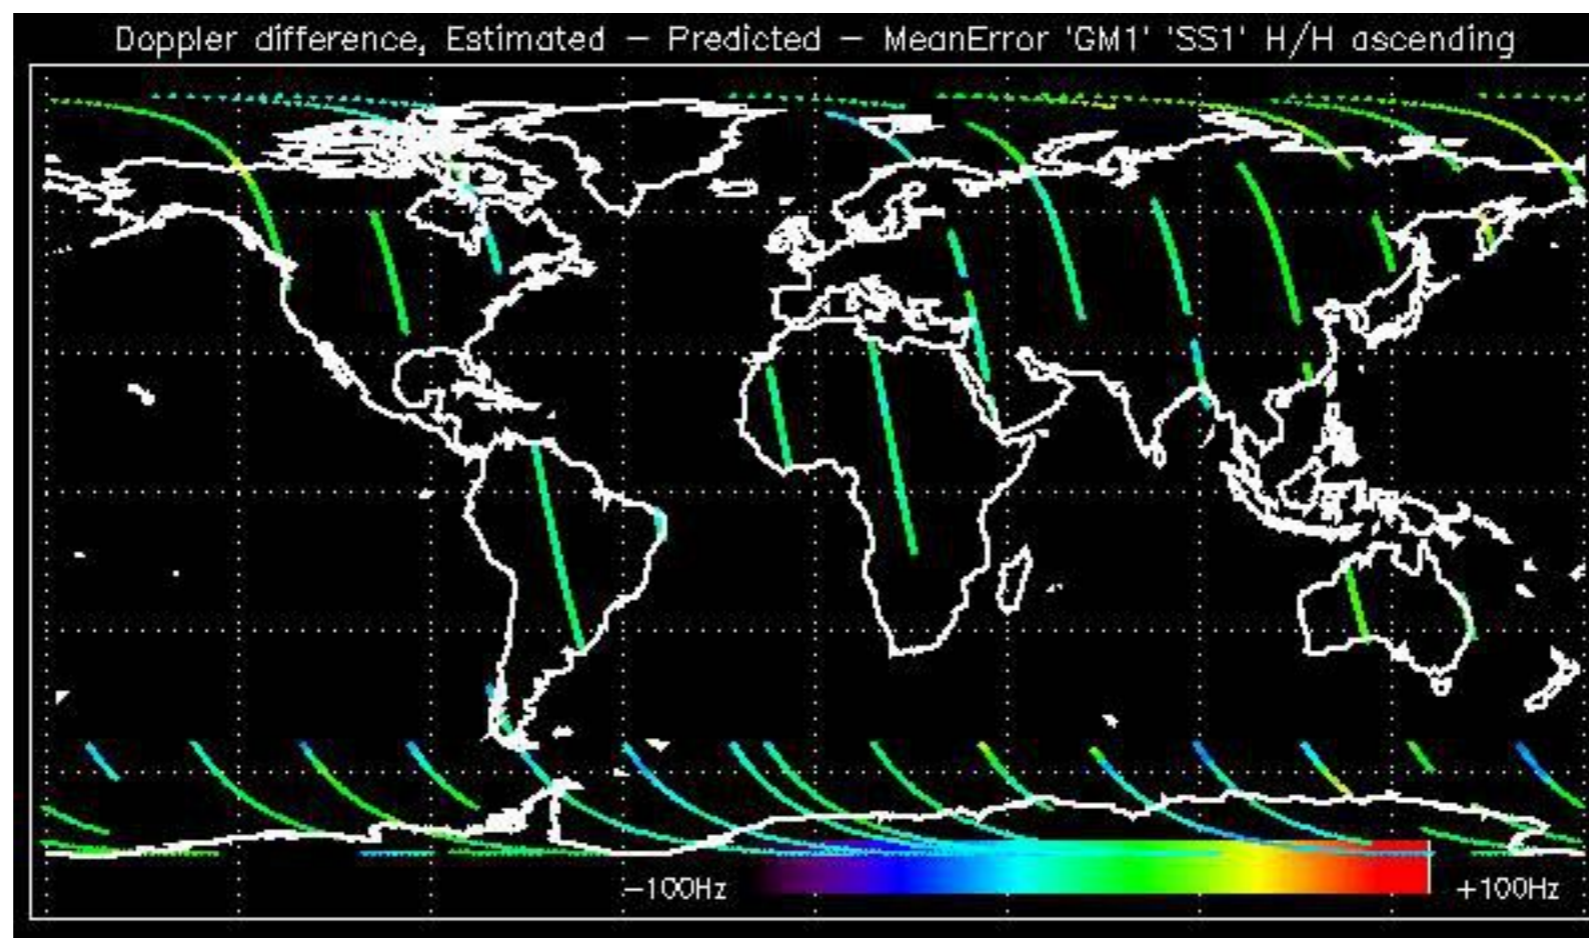 Doppler difference, Estimated - Predicted - MeanError 'GM1' 'SS1' H/H ascending
-100Hz
+100Hz